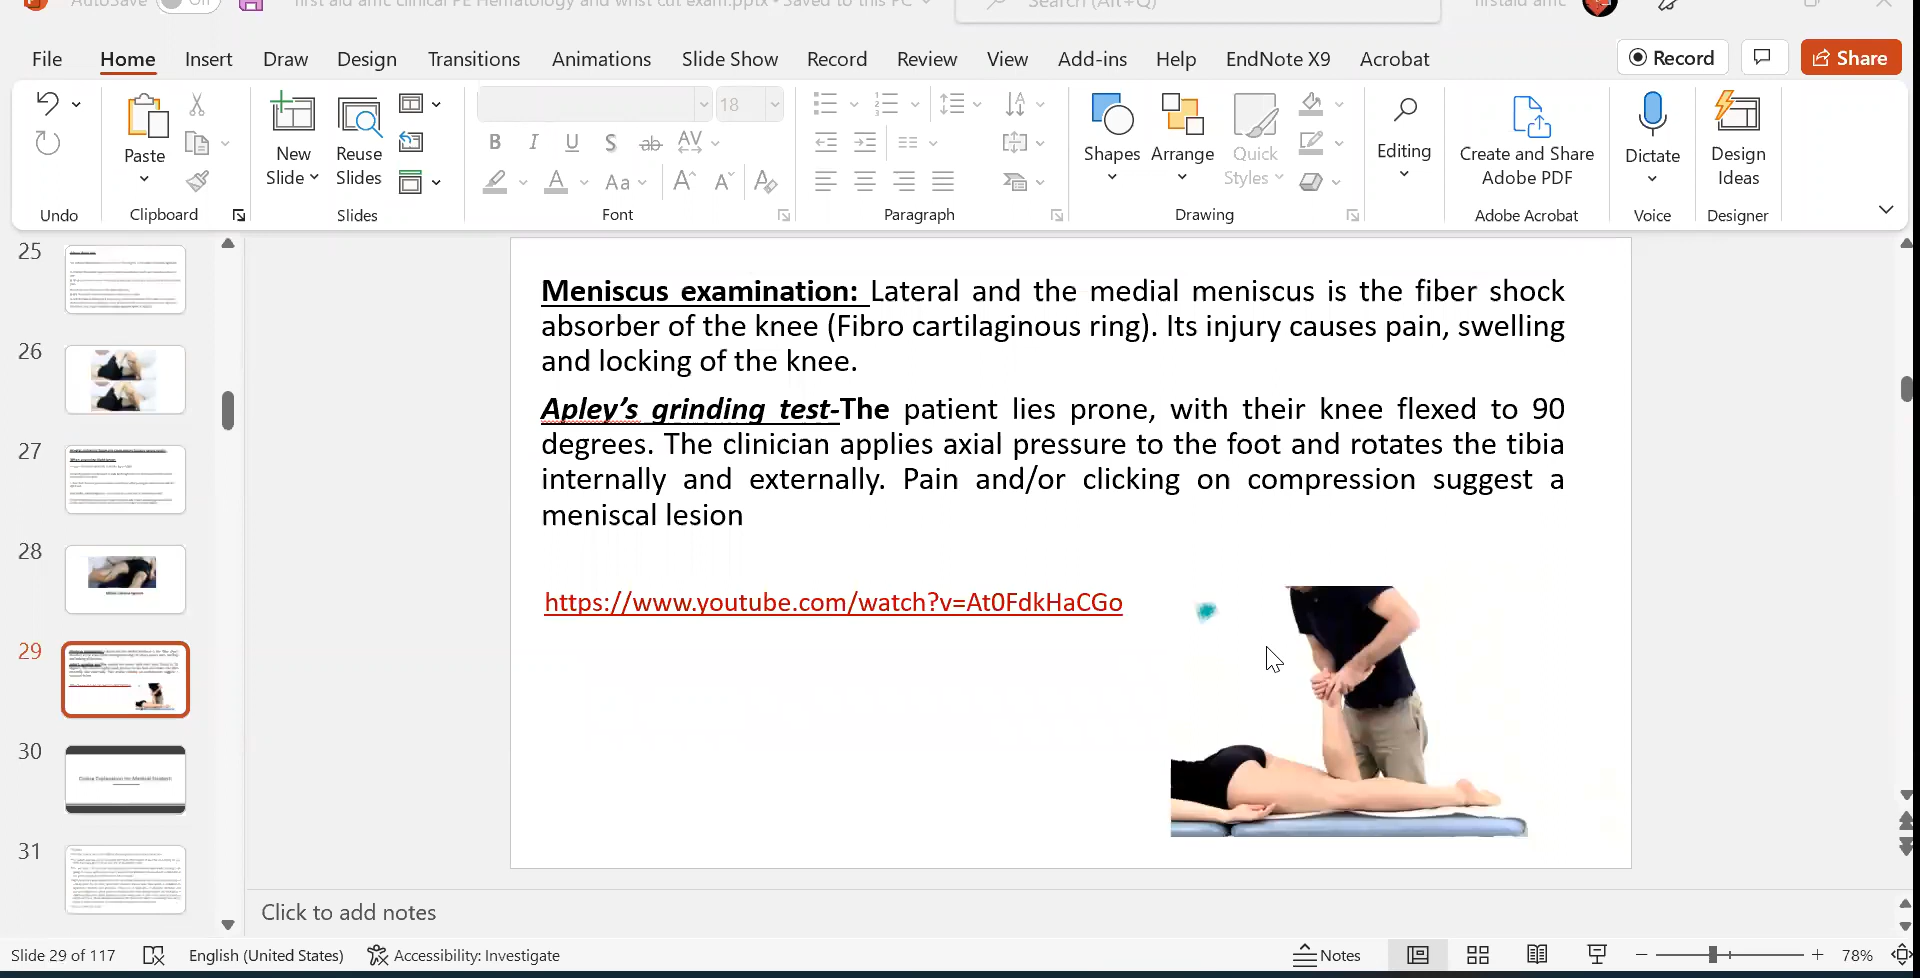 AutoSave Off first aid amc clinical PE Hematology and wrist cut exam.pptx • Saved to this PC Search (Alt+Q) firstaid amc
File Home Insert Draw Design Transitions Animations Slide Show Record Review View Add-ins Help EndNote X9 Acrobat Record Share
18
Paste New Slide Reuse Slides Shapes Arrange Quick Styles Editing Create and Share Adobe PDF Dictate Design Ideas
Undo Clipboard Slides Font Paragraph Drawing Adobe Acrobat Voice Designer
25
26
27
28
29
30
31
Meniscus examination: Lateral and the medial meniscus is the fiber shock
absorber of the knee (Fibro cartilaginous ring). Its injury causes pain, swelling
and locking of the knee.
Apley's grinding test-The patient lies prone, with their knee flexed to 90
degrees. The clinician applies axial pressure to the foot and rotates the tibia
internally and externally. Pain and/or clicking on compression suggest a
meniscal lesion
https://www.youtube.com/watch?v=At0FdkHaCGo
Click to add notes
Slide 29 of 117 English (United States) Accessibility: Investigate Notes 78%